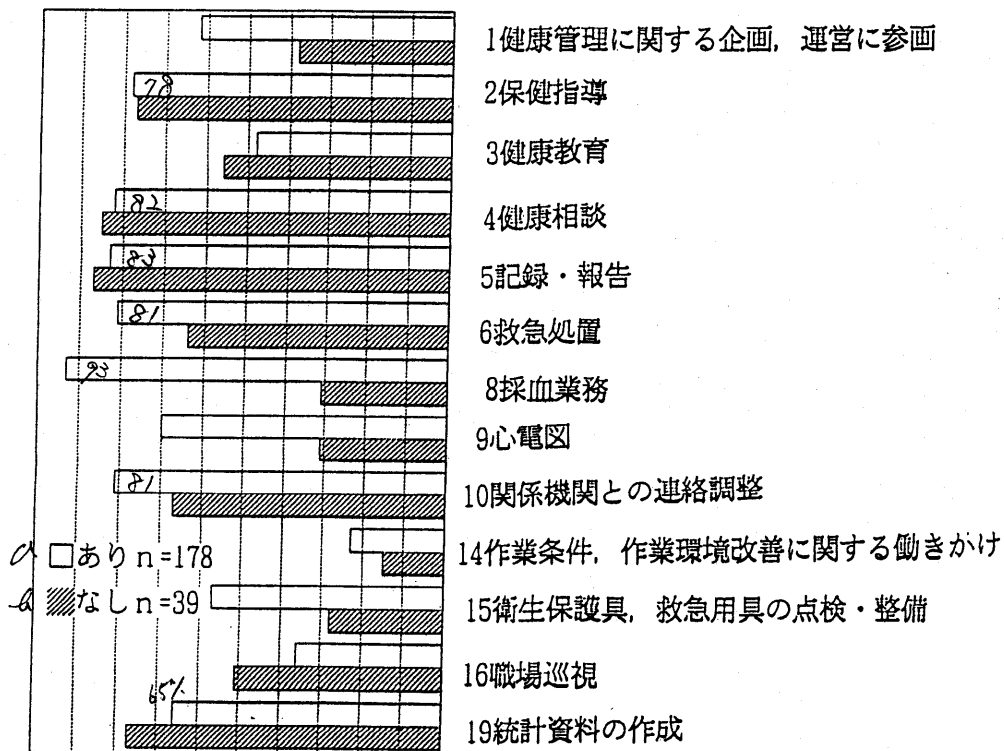 1健康管理に関する企画，運営に参画
78
2保健指導
3健康教育
82
4健康相談
83
5記録・報告
81
6救急処置
93
8採血業務
9心電図
81
10関係機関との連絡調整
14作業条件，作業環境改善に関する働きかけ
a □ありn=178
なしn=39
15衛生保護具，救急用具の点検・整備
16職場巡視
65%
19統計資料の作成